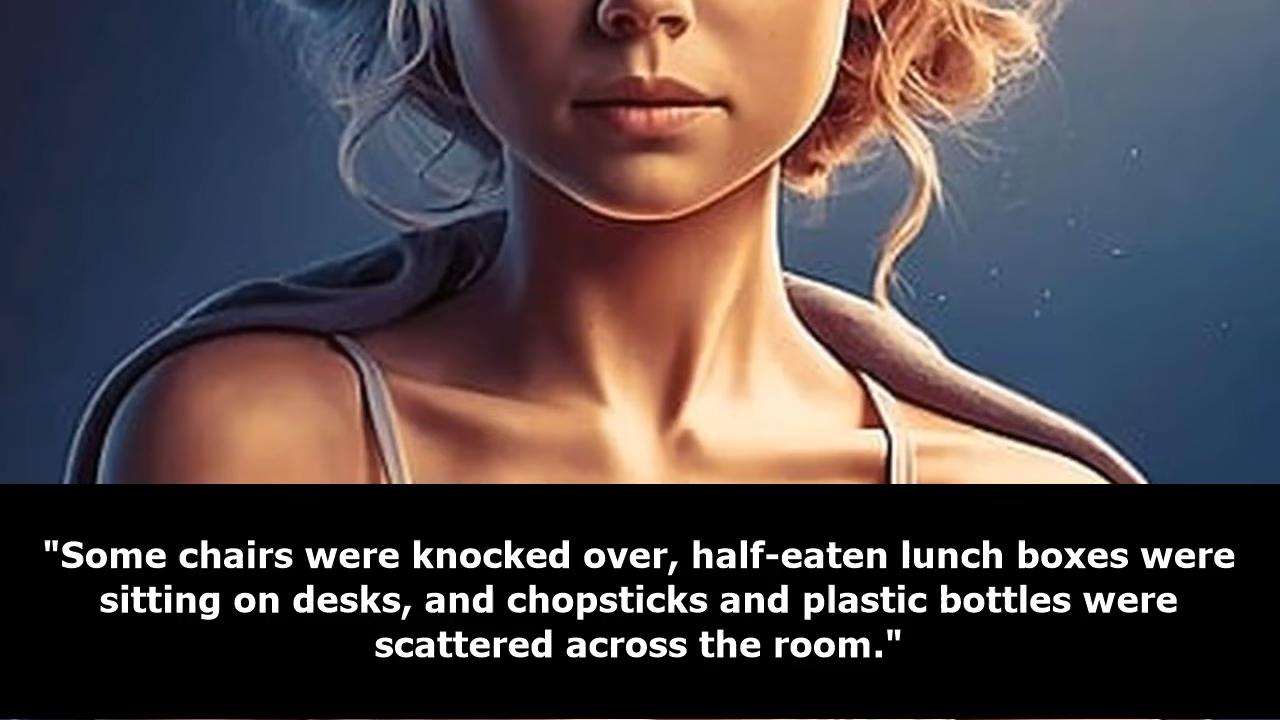 "Some chairs were knocked over, half-eaten lunch boxes were
sitting on desks, and chopsticks and plastic bottles were
scattered across the room."